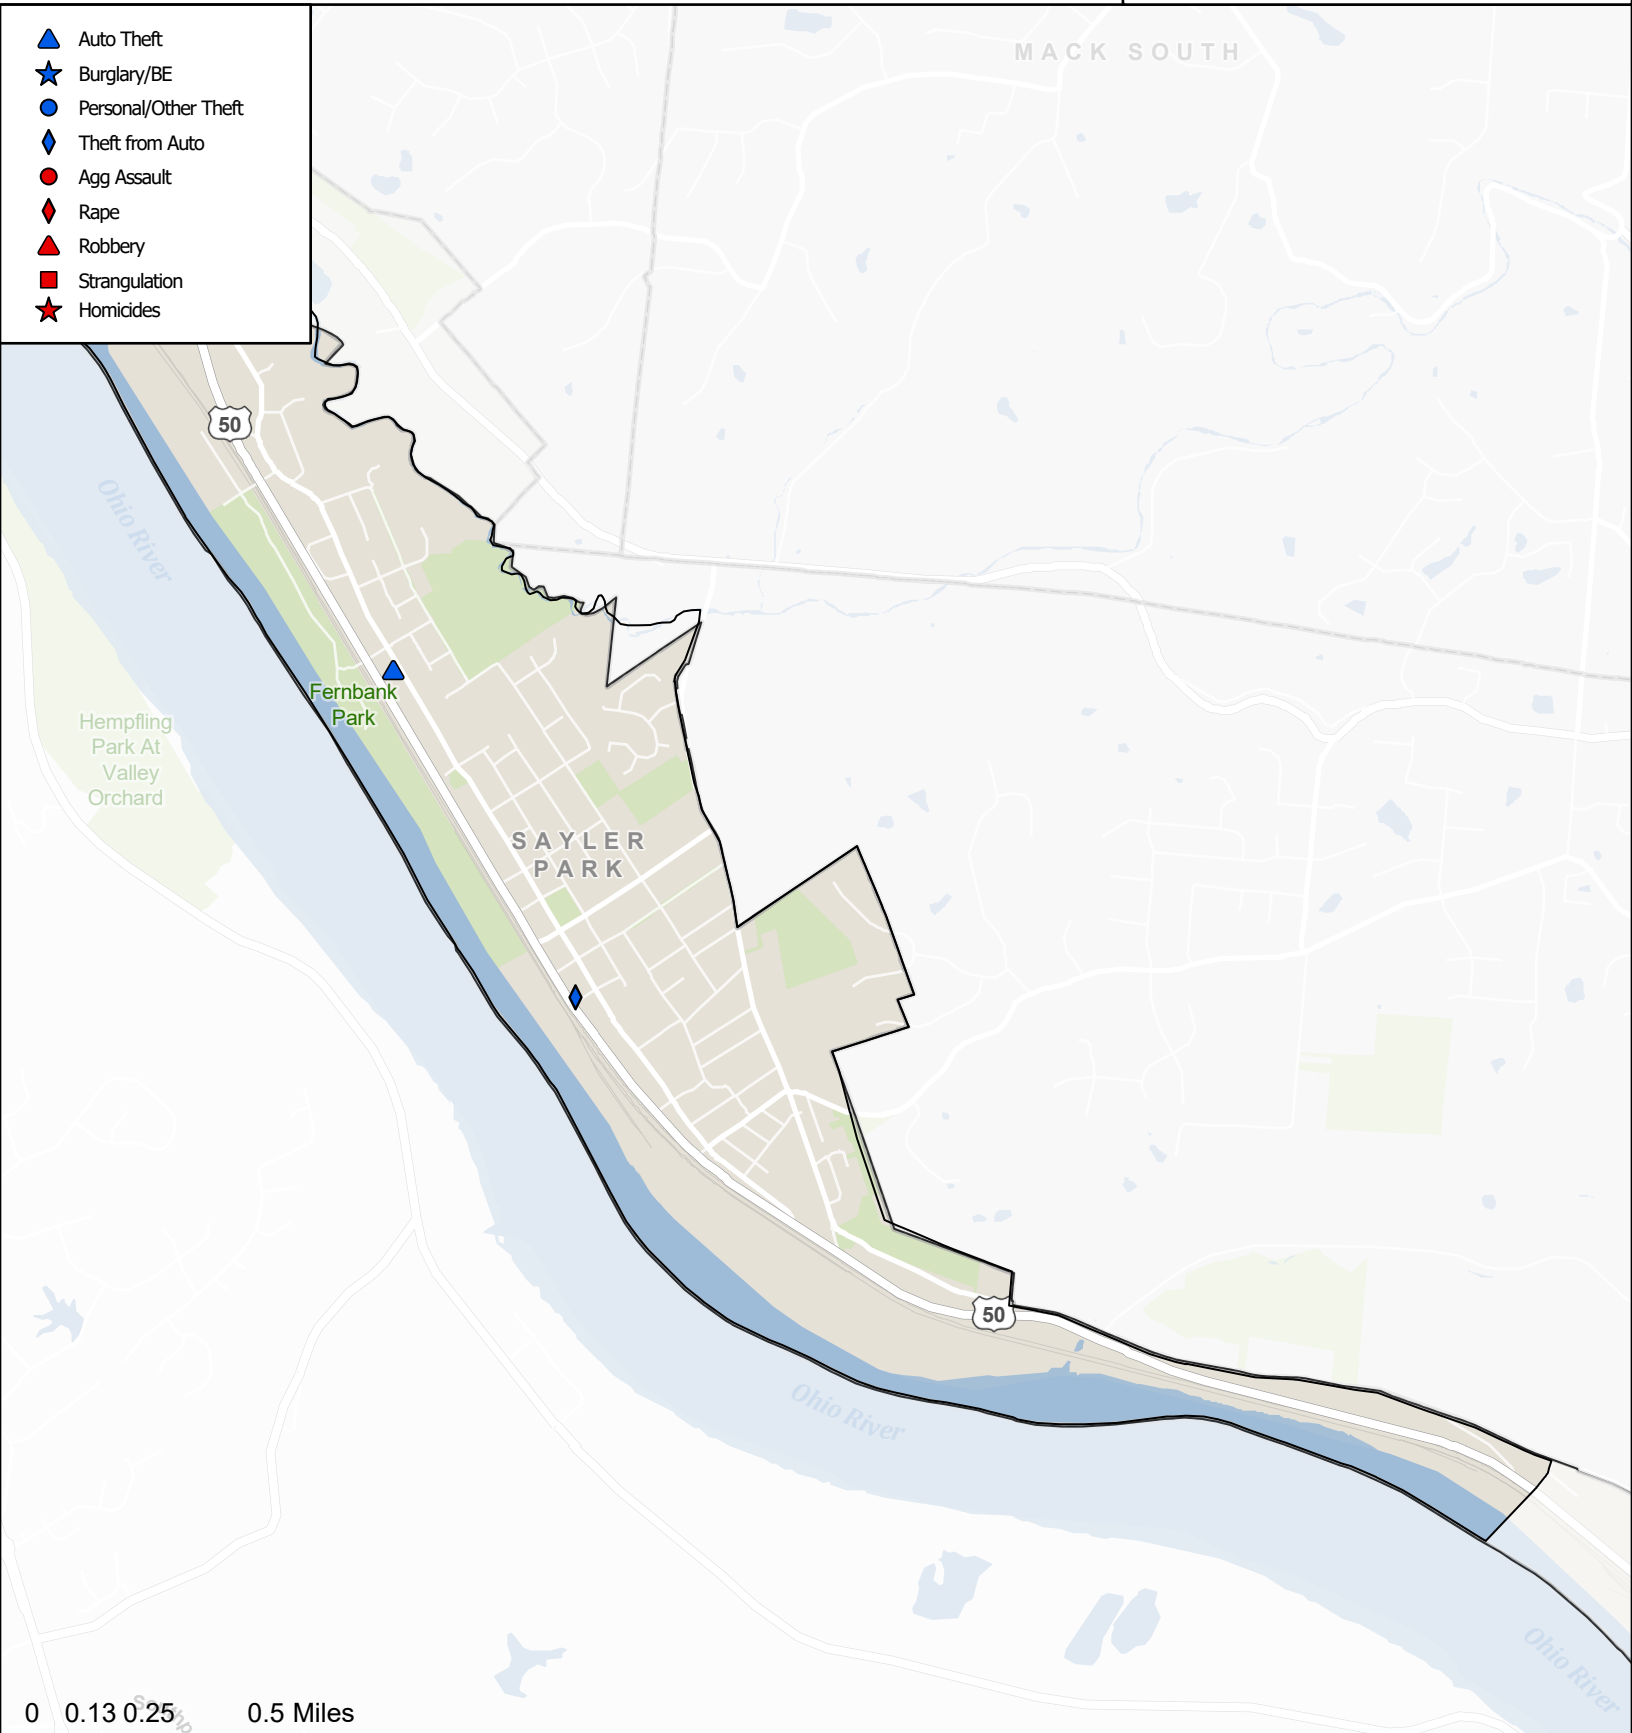 Auto Theft
Burglary/BE
Personal/Other Theft
Theft from Auto
Agg Assault
Rape
Robbery
Strangulation
Homicides
MACK SOUTH
50
Ohio River
Fernbank
Park
Hempfling
Park At
Valley
Orchard
SAYLER
PARK
50
Ohio River
Ohio River
0 0.13 0.25 0.5 Miles